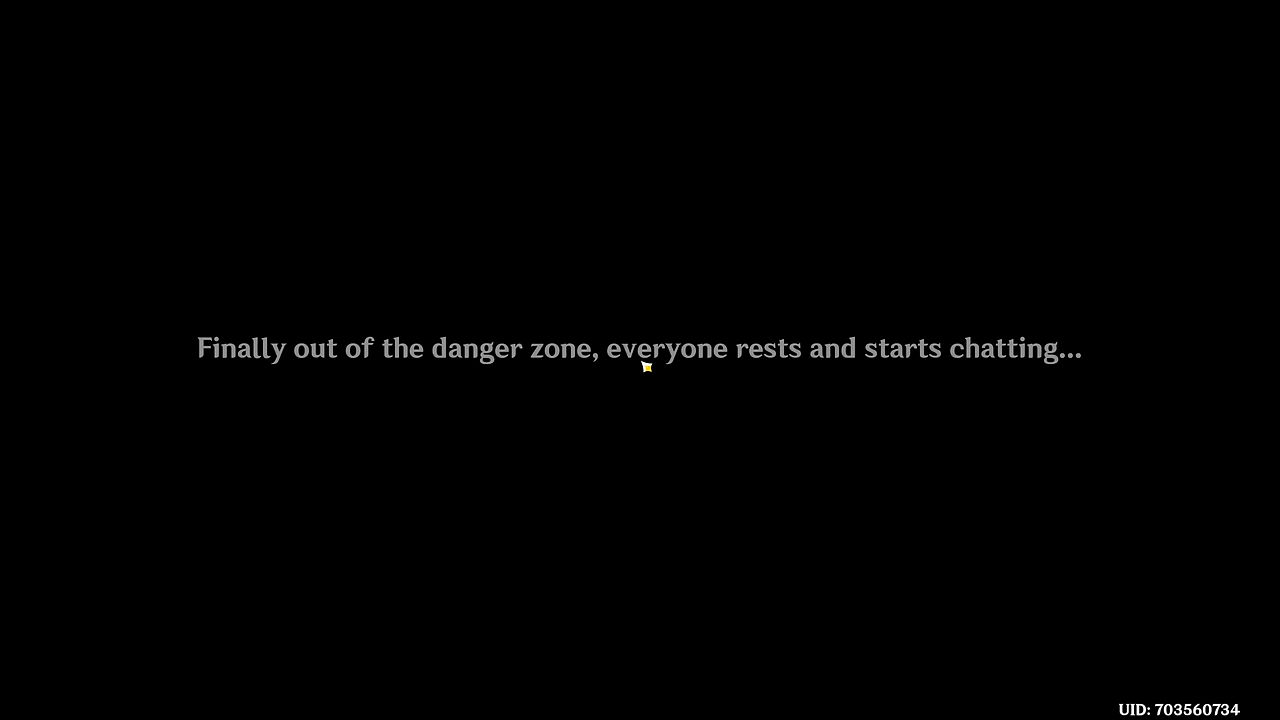 Finally out of the danger zone, everyone rests and starts chatting...
UID: 703560734